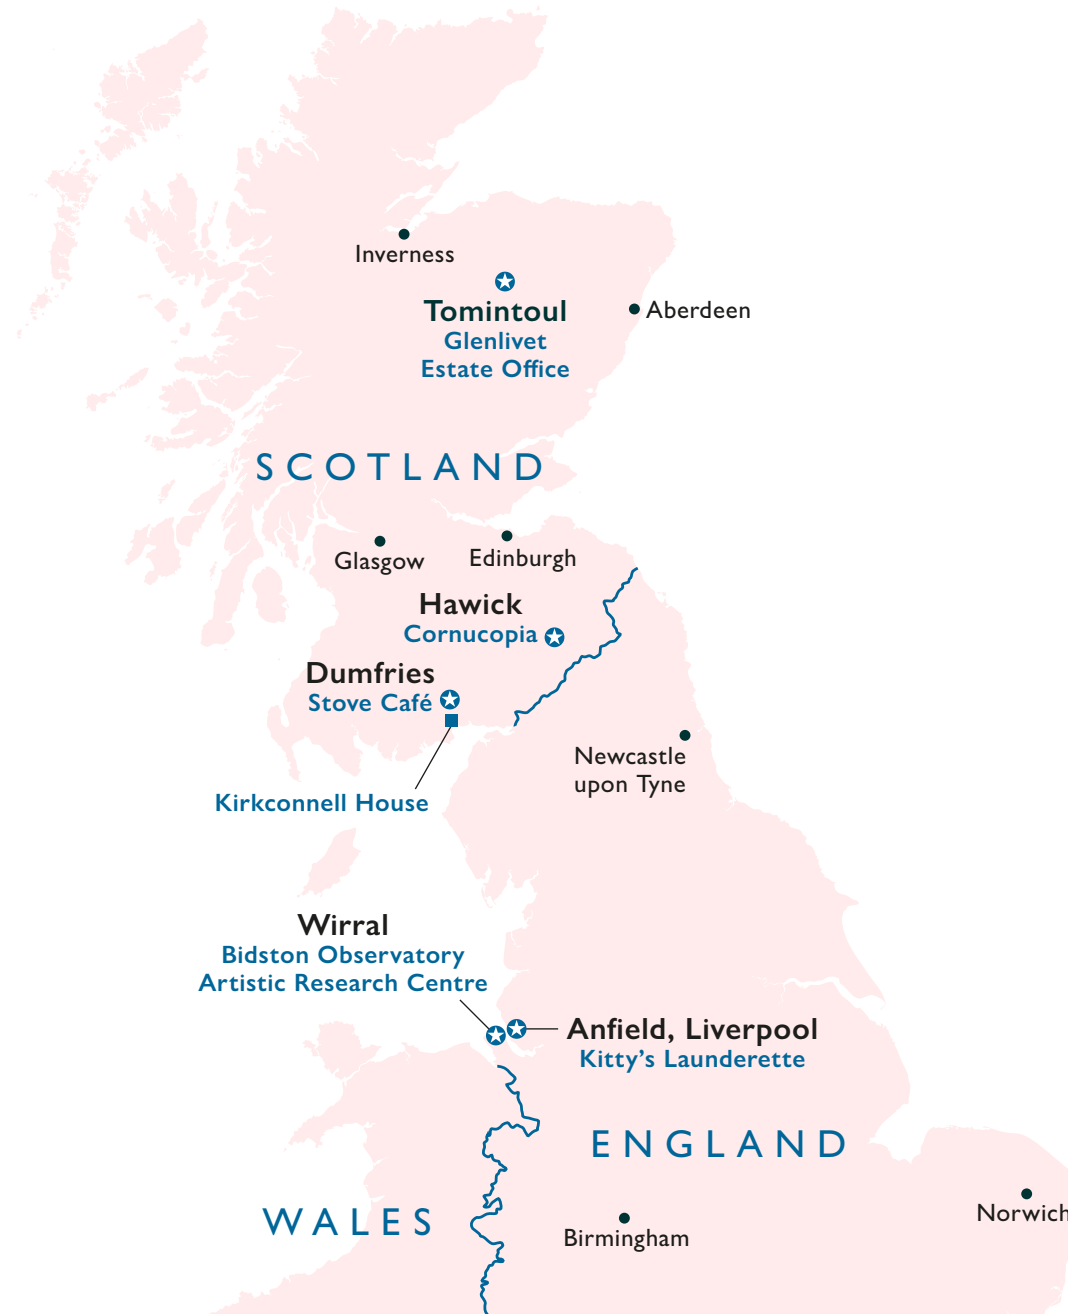 Inverness
Tomintoul
Glenlivet
Estate Office
Aberdeen
SCOTLAND
Glasgow
Edinburgh
Hawick
Cornucopia
Dumfries
Stove Café
Newcastle
upon Tyne
Kirkconnell House
Wirral
Bidston Observatory
Artistic Research Centre
Anfield, Liverpool
Kitty’s Launderette
ENGLAND
WALES
Birmingham
Norwich